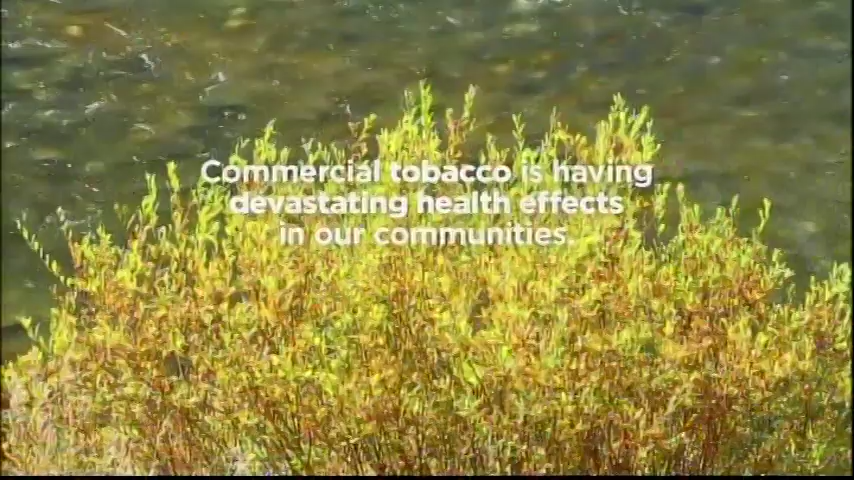 Commercial tobacco is having
devastating health effects
in our communities.